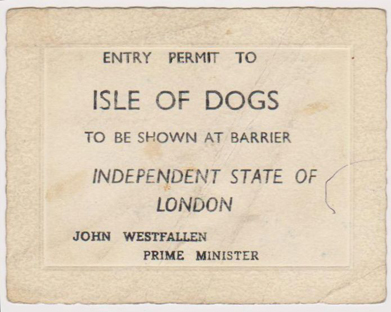 ENTRY PERMIT TO
ISLE OF DOGS
TO BE SHOWN AT BARRIER
INDEPENDENT STATE OF
LONDON
JOHN WESTFALLEN
PRIME MINISTER